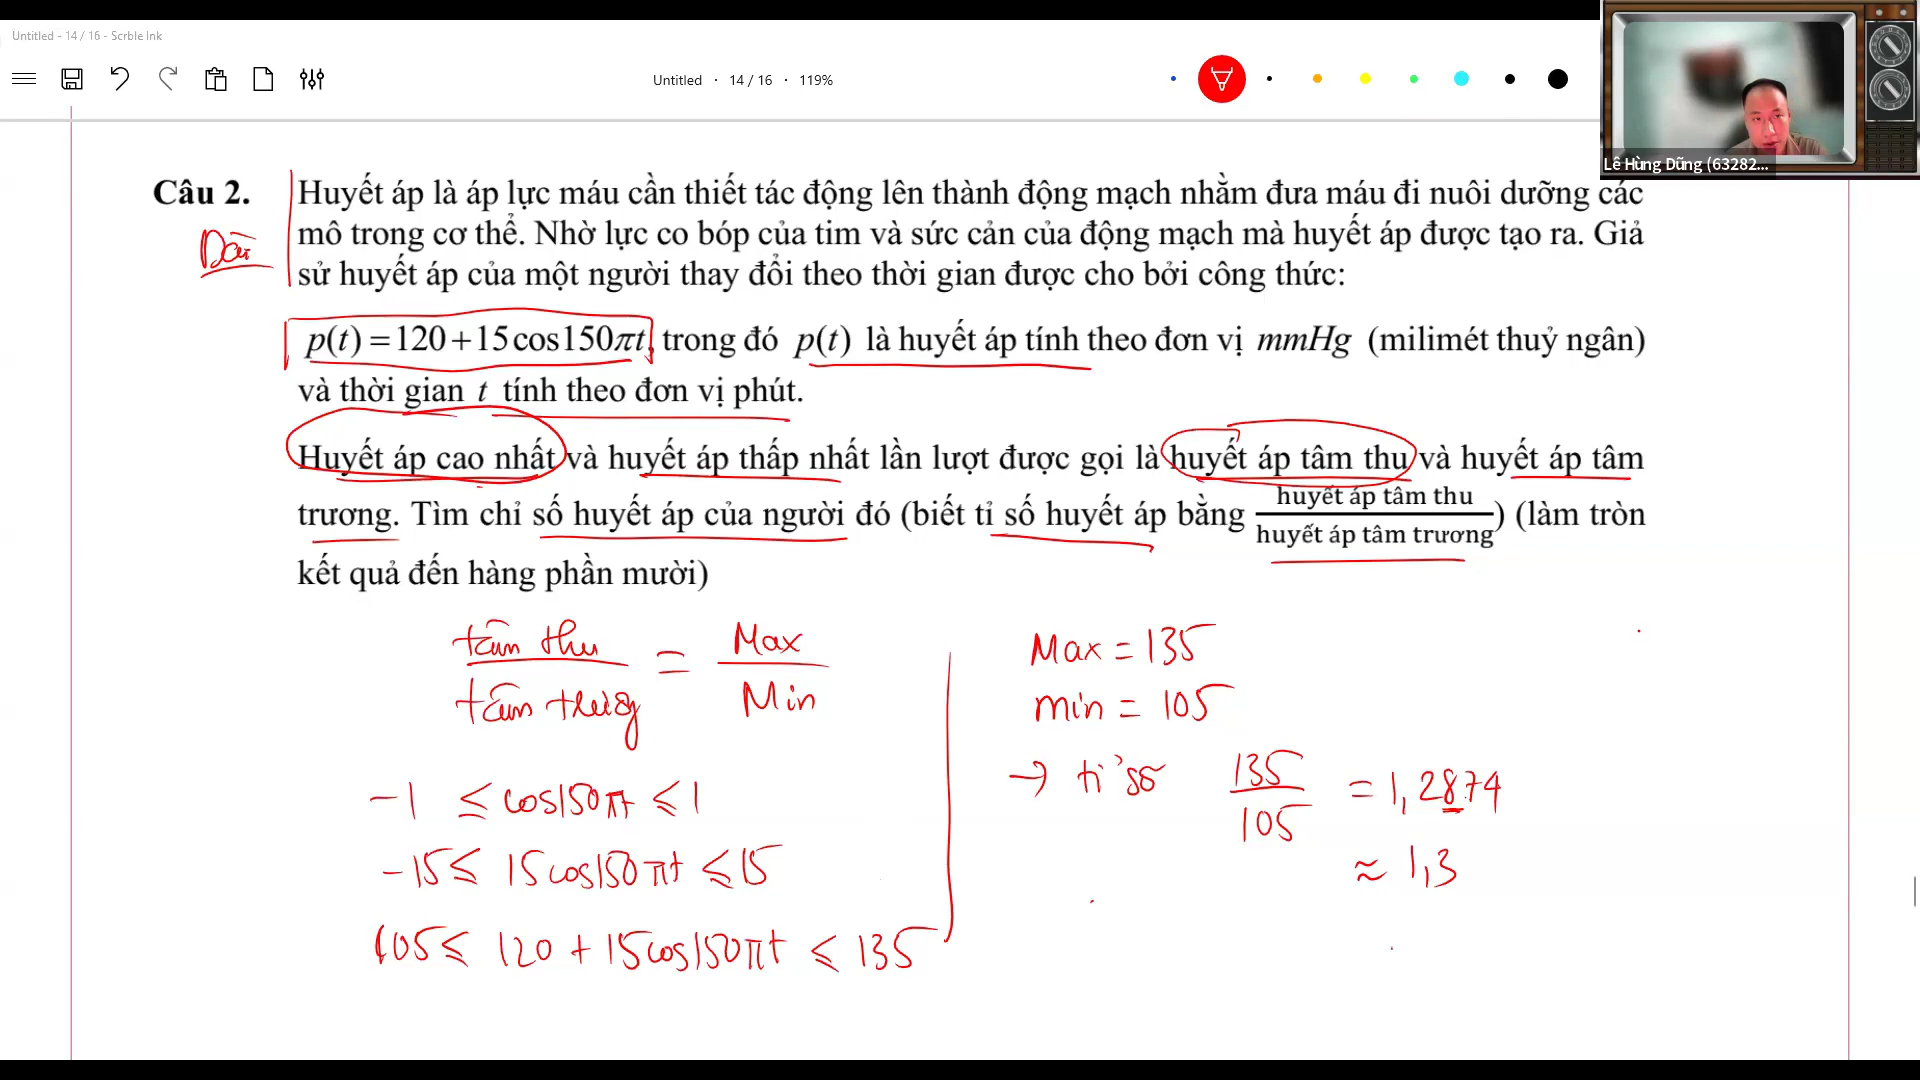 Untitled - 14 / 16 - Scrble Ink
Untitled · 14 / 16 · 119%
Lê Hùng Dũng (63282...
Câu 2. Huyết áp là áp lực máu cần thiết tác động lên thành động mạch nhằm đưa máu đi nuôi dưỡng các
mô trong cơ thể. Nhờ lực co bóp của tim và sức cản của động mạch mà huyết áp được tạo ra. Giả
sử huyết áp của một người thay đổi theo thời gian được cho bởi công thức:
p(t) = 120 + 15 cos 150πt, trong đó p(t) là huyết áp tính theo đơn vị mmHg (milimét thuỷ ngân)
và thời gian t tính theo đơn vị phút.
Huyết áp cao nhất và huyết áp thấp nhất lần lượt được gọi là huyết áp tâm thu và huyết áp tâm
trương. Tìm chỉ số huyết áp của người đó (biết tỉ số huyết áp bằng huyết áp tâm thu / huyết áp tâm trương) (làm tròn
kết quả đến hàng phần mười)
tâm thu / = Max / Min
-1 ≤ cos150πt ≤ 1
-15 ≤ 15cos150πt ≤ 15
105 ≤ 120 + 15cos150πt ≤ 135
Max = 135
min = 105
→ tỉ số 135 / 105 = 1,2874
≈ 1,3